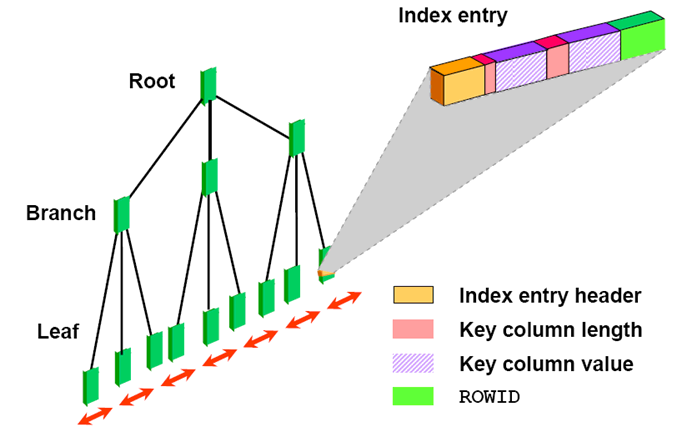 Index entry
Root
Branch
Leaf
Index entry header
Key column length
Key column value
ROWID